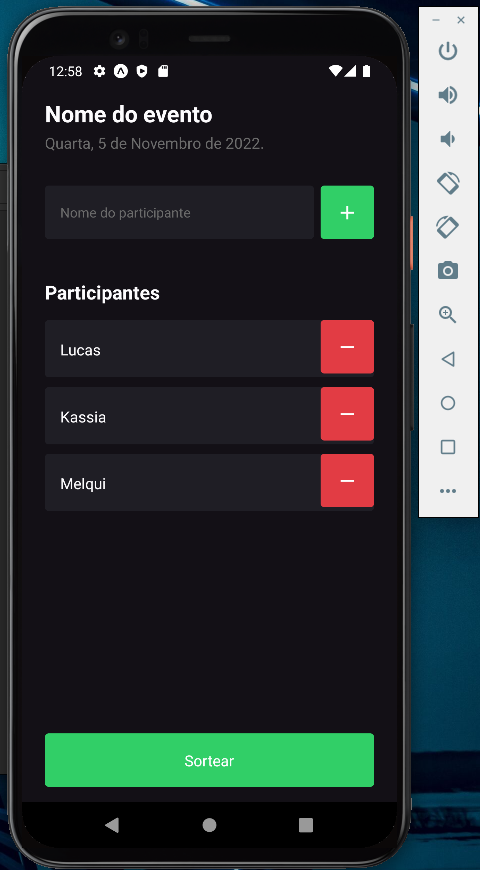 12:58
Nome do evento
Quarta, 5 de Novembro de 2022.
Nome do participante
+
Participantes
Lucas
Kassia
Melqui
Sortear